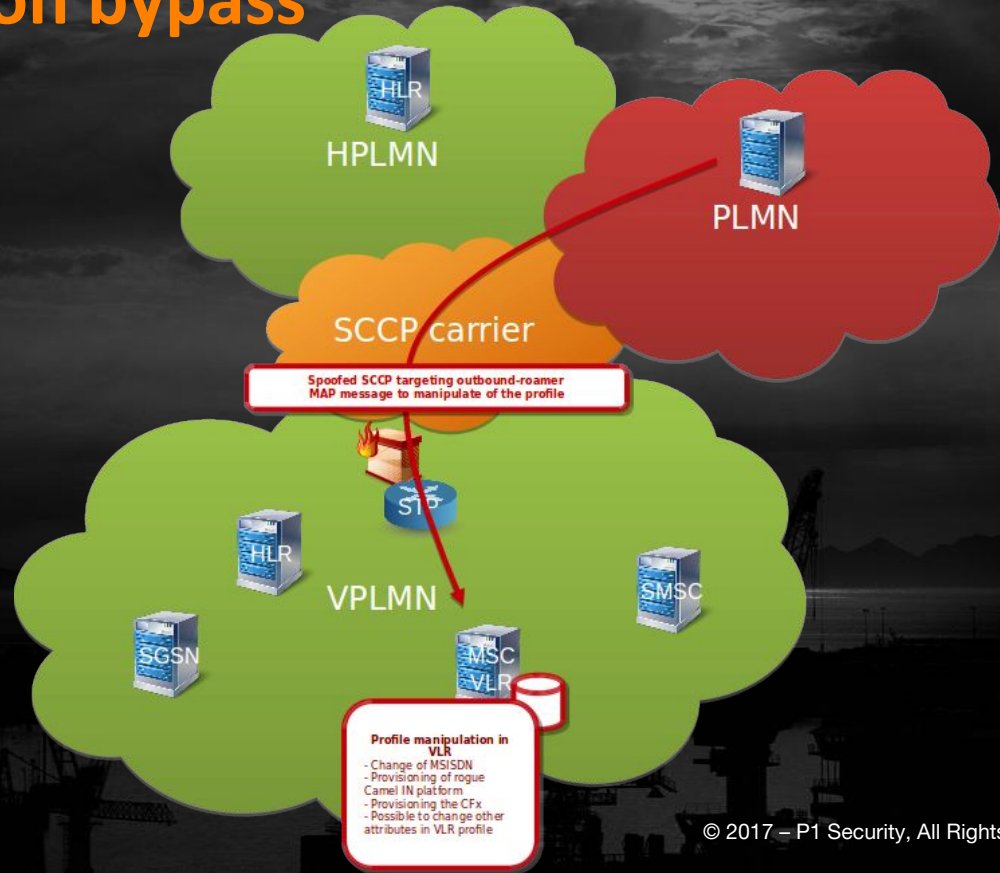 on bypass
HLR
HPLMN
PLMN
SCCP carrier
Spoofed SCCP targeting outbound-roamer
MAP message to manipulate of the profile
STP
HLR
VPLMN
SMSC
SGSN
MSC
VLR
Profile manipulation in
VLR
- Change of MSISDN
- Provisioning of rogue
Camel IN platform
- Provisioning the CFx
- Possible to change other
attributes in VLR profile
© 2017 – P1 Security, All Rights